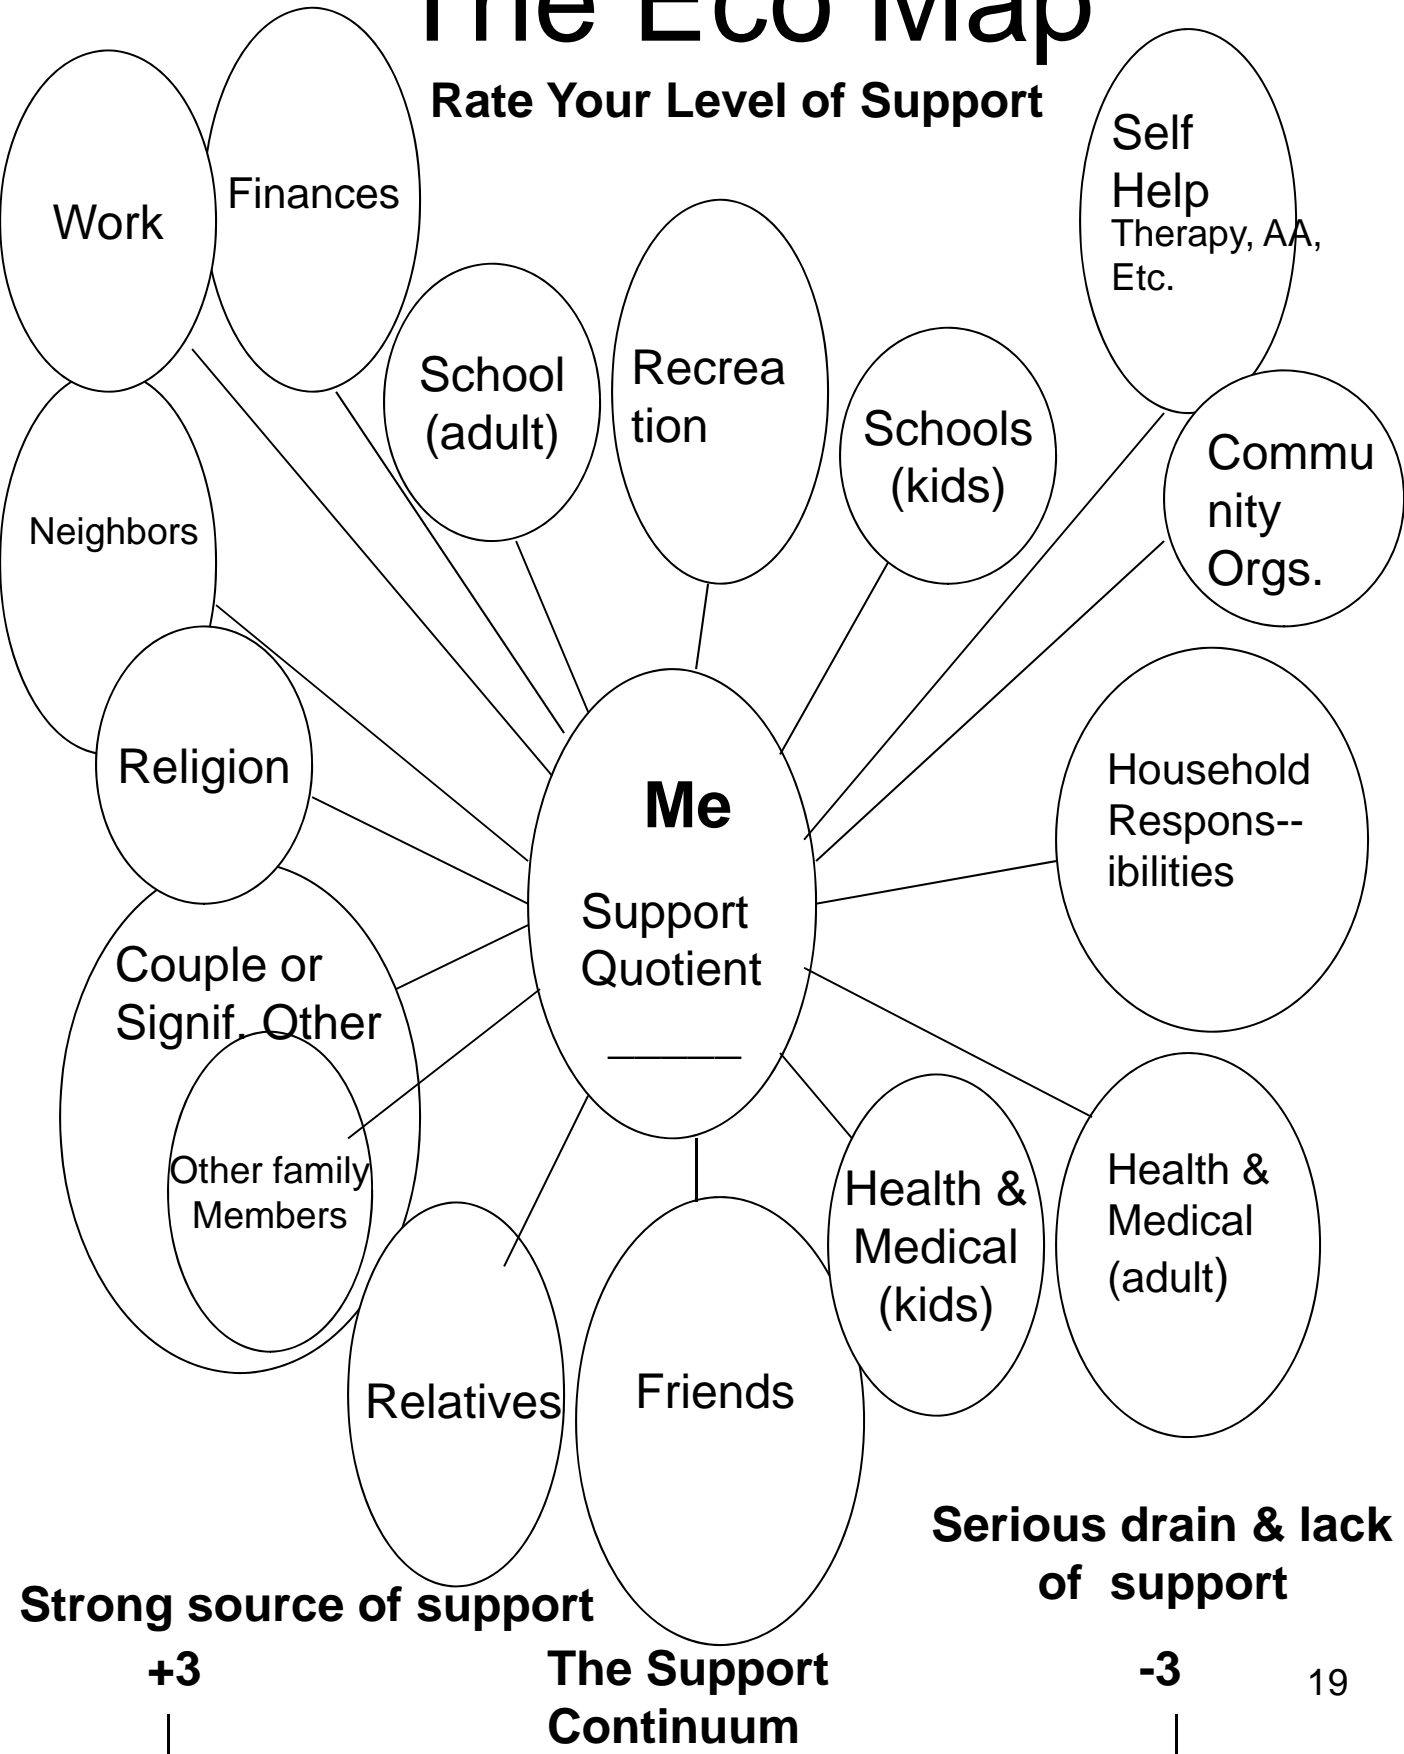 The Eco Map
Rate Your Level of Support
Work
Finances
Self
Help
Therapy, AA,
Etc.
School
(adult)
Recrea
tion
Schools
(kids)
Commu
nity
Orgs.
Neighbors
Religion
Me
Support
Quotient
_____
Household
Respons--
ibilities
Couple or
Signif. Other
Other family
Members
Health &
Medical
(kids)
Health &
Medical
(adult)
Relatives
Friends
Serious drain & lack
of support
Strong source of support
+3
The Support
Continuum
-3
19